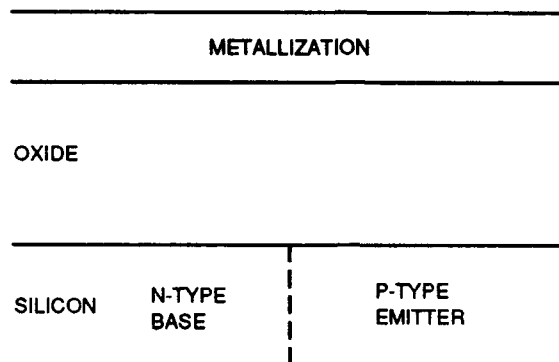 METALLIZATION
OXIDE
SILICON
N-TYPE
BASE
P-TYPE
EMITTER